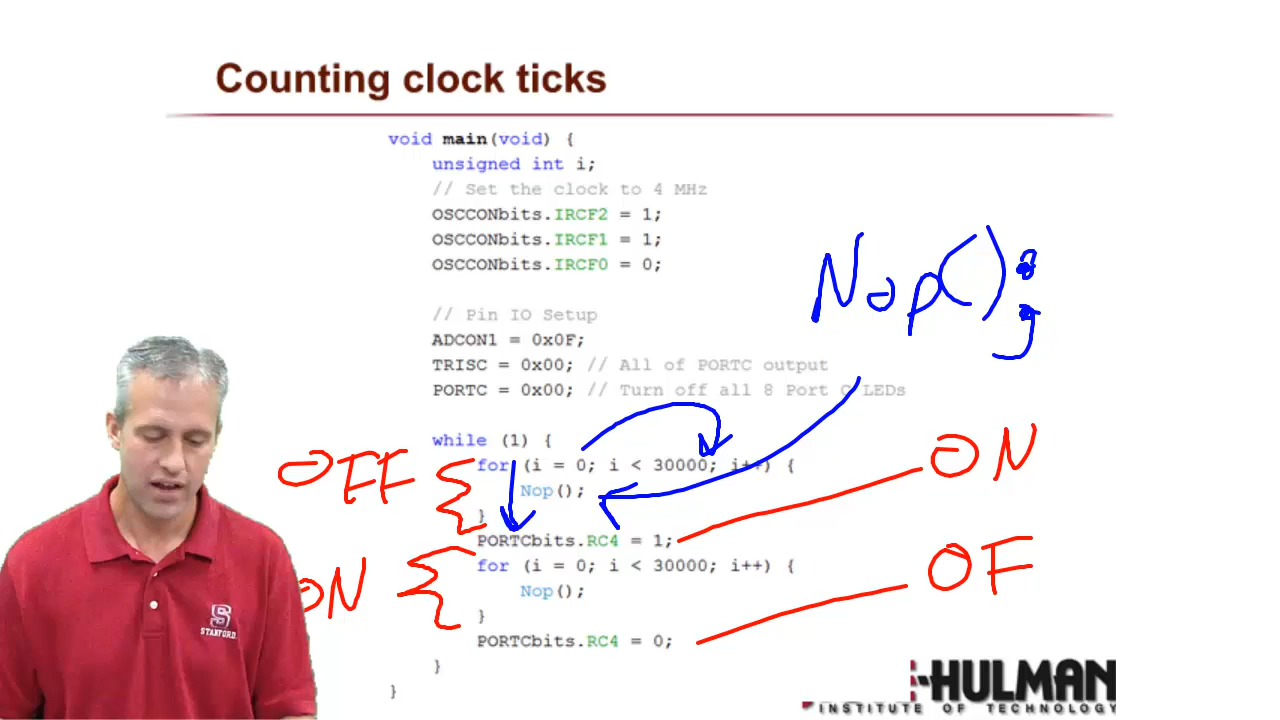 Counting clock ticks
void main(void) {
unsigned int i;
// Set the clock to 4 MHz
OSCCONbits.IRCF2 = 1;
OSCCONbits.IRCF1 = 1;
OSCCONbits.IRCF0 = 0;
// Pin IO Setup
ADCON1 = 0x0F;
TRISC = 0x00; // All of PORTC output
PORTC = 0x00; // Turn off all 8 Port C LEDs
while (1) {
for (i = 0; i < 30000; i++) {
Nop();
}
PORTCbits.RC4 = 1;
for (i = 0; i < 30000; i++) {
Nop();
}
PORTCbits.RC4 = 0;
}
}
Nop();
OFF
ON
ON
OF
S
STANFORD
-HULMAN
INSTITUTE OF TECHNOLOGY